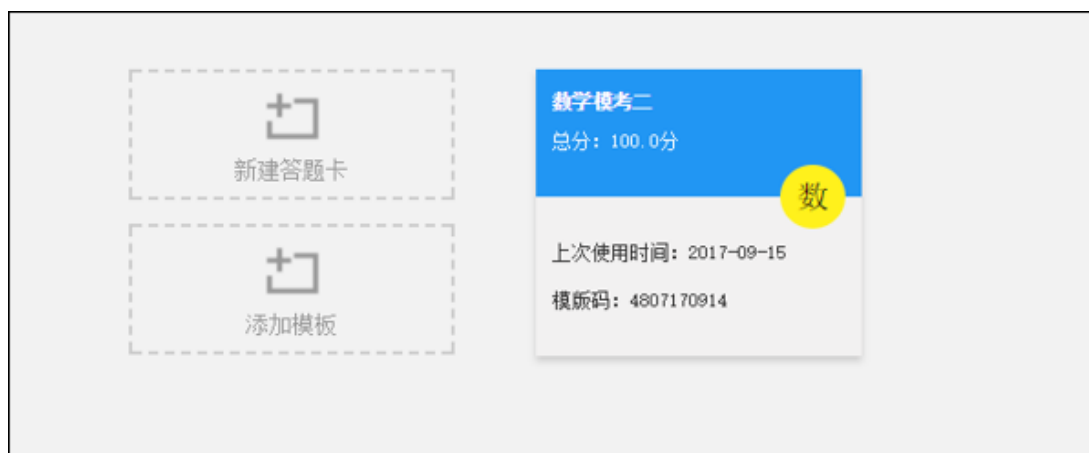 新建答题卡
添加模板
数学模考二
总分：100.0分
数
上次使用时间：2017-09-15
模版码：4807170914